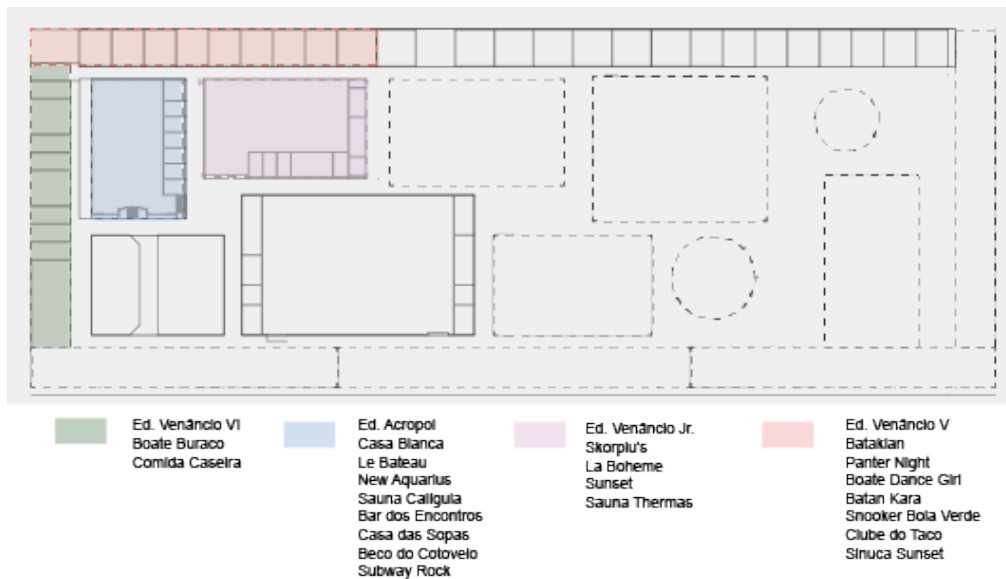 Ed. Venâncio VI
Boate Buraco
Comida Caseira
Ed. Acropol
Casa Blanca
Le Bateau
New Aquarius
Sauna Calígula
Bar dos Encontros
Casa das Sopas
Beco do Cotovelo
Subway Rock
Ed. Venâncio Jr.
Skorpiu's
La Boheme
Sunset
Sauna Thermas
Ed. Venâncio V
Bataklan
Panter Night
Boate Dance Girl
Batan Kara
Snooker Bola Verde
Clube do Taco
Sinuca Sunset